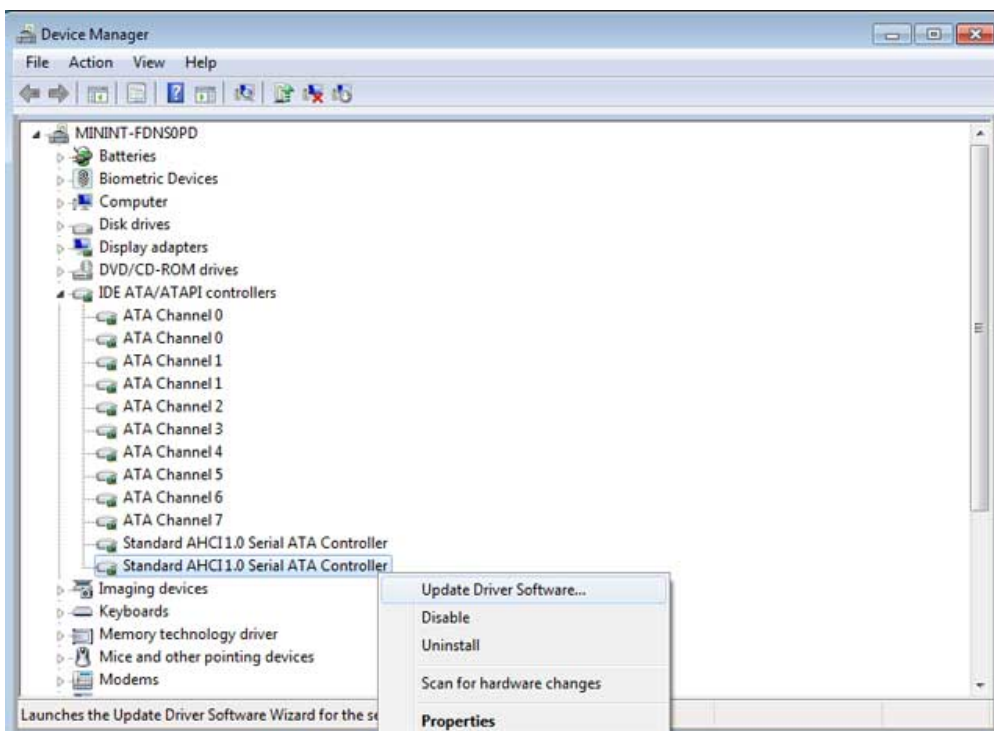 Device Manager
File Action View Help
MININT-FDNS0PD
Batteries
Biometric Devices
Computer
Disk drives
Display adapters
DVD/CD-ROM drives
IDE ATA/ATAPI controllers
ATA Channel 0
ATA Channel 0
ATA Channel 1
ATA Channel 1
ATA Channel 2
ATA Channel 3
ATA Channel 4
ATA Channel 5
ATA Channel 6
ATA Channel 7
Standard AHCI 1.0 Serial ATA Controller
Standard AHCI 1.0 Serial ATA Controller
Imaging devices
Keyboards
Memory technology driver
Mice and other pointing devices
Modems
Update Driver Software...
Disable
Uninstall
Scan for hardware changes
Properties
Launches the Update Driver Software Wizard for the se